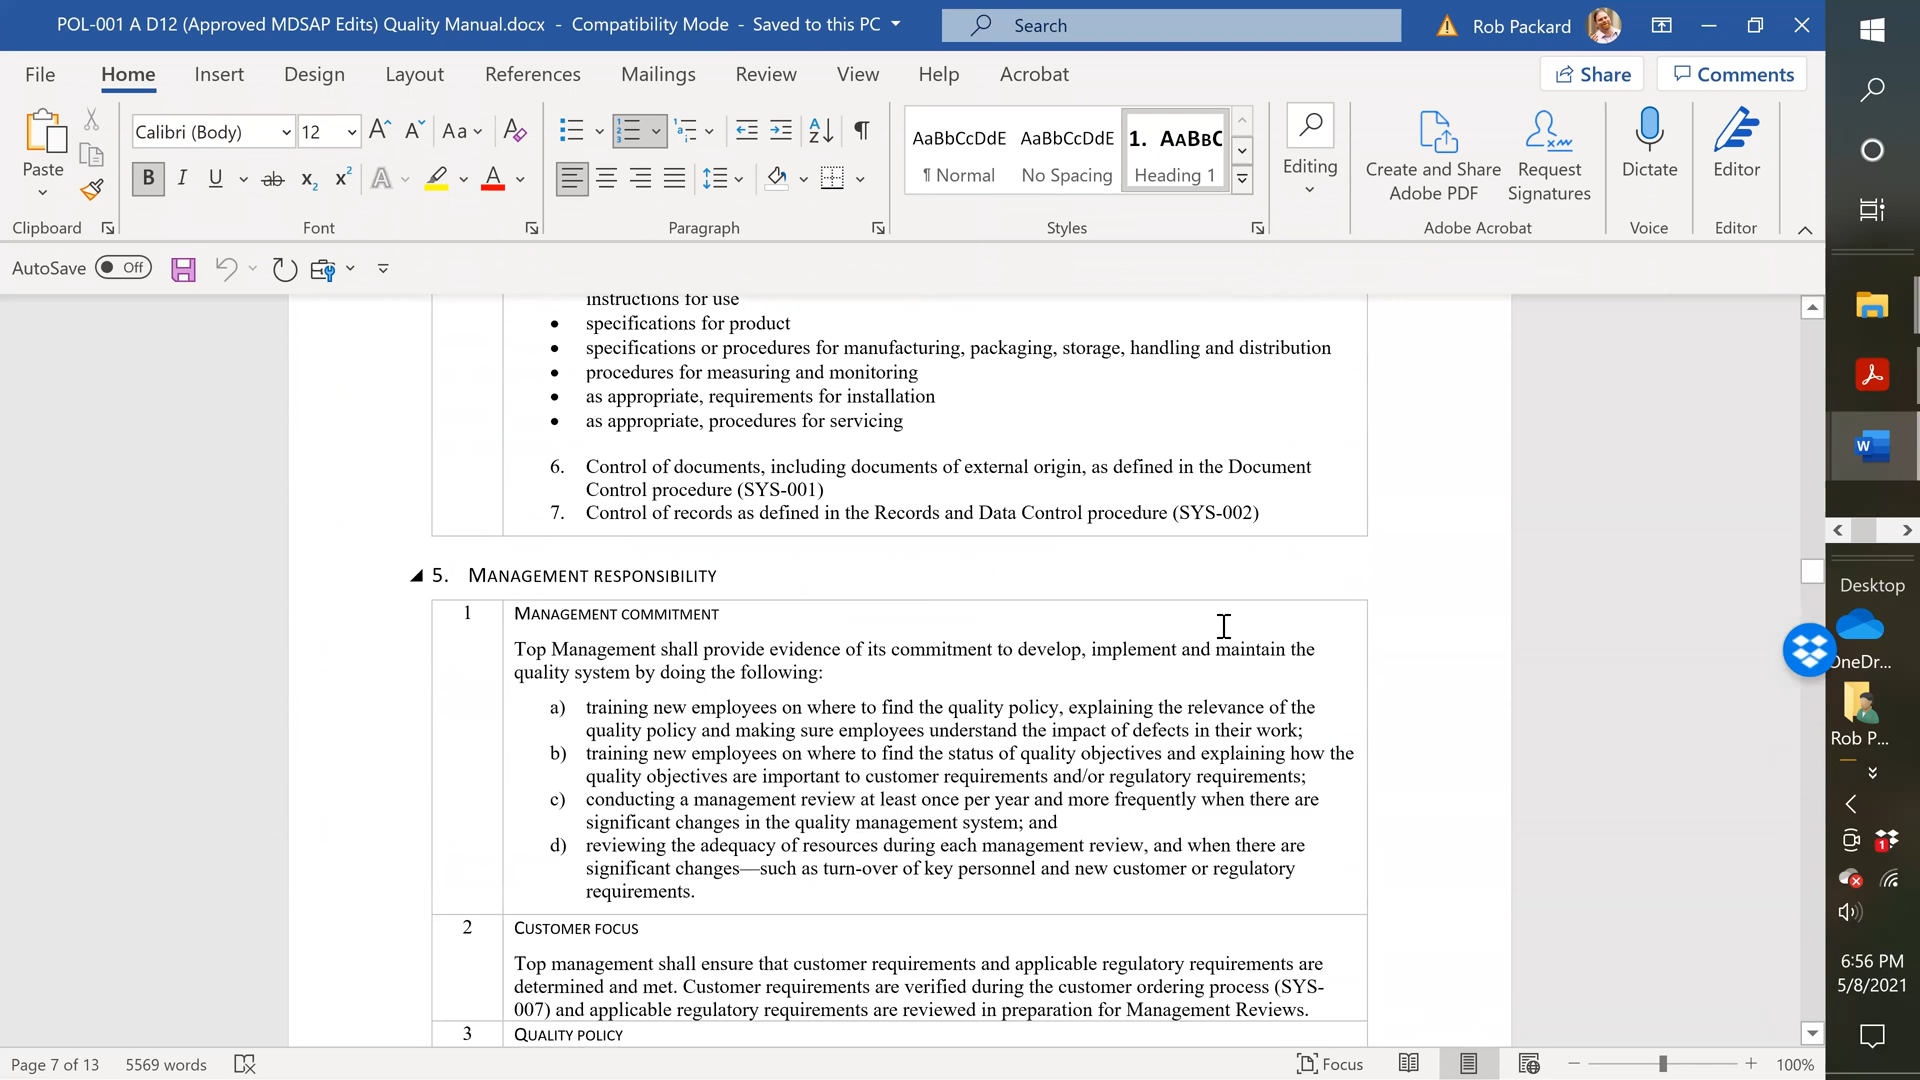 POL-001 A D12 (Approved MDSAP Edits) Quality Manual.docx - Compatibility Mode - Saved to this PC
Search
Rob Packard
File Home Insert Design Layout References Mailings Review View Help Acrobat
Share Comments
Paste
Clipboard
Calibri (Body) 12
Font
Paragraph
AaBbCcDdE AaBbCcDdE 1. AABBC
¶ Normal No Spacing Heading 1
Styles
Editing
Create and Share
Adobe PDF
Request
Signatures
Adobe Acrobat
Dictate
Voice
Editor
Editor
AutoSave Off
instructions for use
• specifications for product
• specifications or procedures for manufacturing, packaging, storage, handling and distribution
• procedures for measuring and monitoring
• as appropriate, requirements for installation
• as appropriate, procedures for servicing
6. Control of documents, including documents of external origin, as defined in the Document
Control procedure (SYS-001)
7. Control of records as defined in the Records and Data Control procedure (SYS-002)
5. MANAGEMENT RESPONSIBILITY
1 MANAGEMENT COMMITMENT
Top Management shall provide evidence of its commitment to develop, implement and maintain the
quality system by doing the following:
a) training new employees on where to find the quality policy, explaining the relevance of the
quality policy and making sure employees understand the impact of defects in their work;
b) training new employees on where to find the status of quality objectives and explaining how the
quality objectives are important to customer requirements and/or regulatory requirements;
c) conducting a management review at least once per year and more frequently when there are
significant changes in the quality management system; and
d) reviewing the adequacy of resources during each management review, and when there are
significant changes—such as turn-over of key personnel and new customer or regulatory
requirements.
2 CUSTOMER FOCUS
Top management shall ensure that customer requirements and applicable regulatory requirements are
determined and met. Customer requirements are verified during the customer ordering process (SYS-
007) and applicable regulatory requirements are reviewed in preparation for Management Reviews.
3 QUALITY POLICY
Page 7 of 13 5569 words
Focus
100%
Desktop
OneDr...
Rob P...
1
6:56 PM
5/8/2021